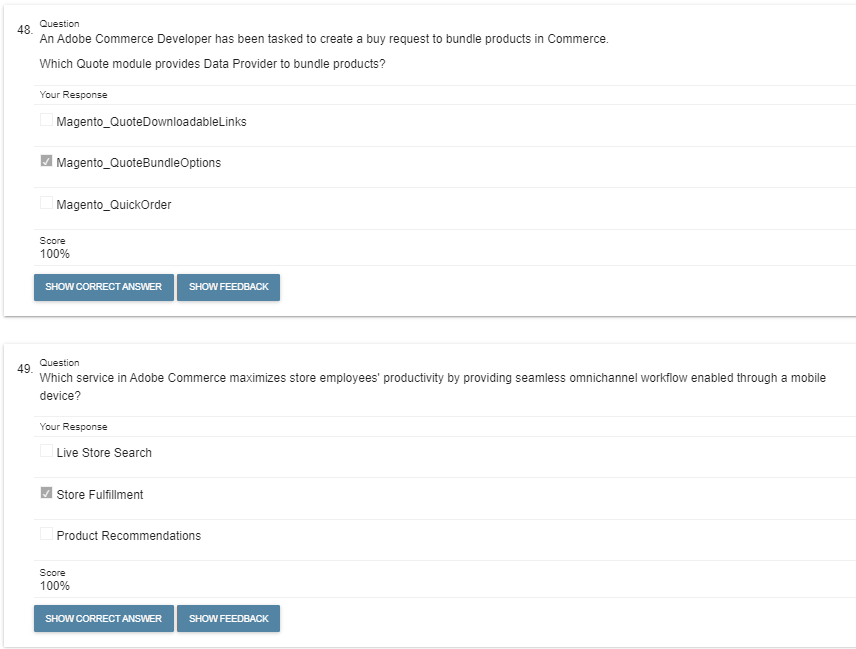 48.
Question
An Adobe Commerce Developer has been tasked to create a buy request to bundle products in Commerce.
Which Quote module provides Data Provider to bundle products?
Your Response
Magento_QuoteDownloadableLinks
Magento_QuoteBundleOptions
Magento_QuickOrder
Score
100%
SHOW CORRECT ANSWER SHOW FEEDBACK
49.
Question
Which service in Adobe Commerce maximizes store employees' productivity by providing seamless omnichannel workflow enabled through a mobile
device?
Your Response
Live Store Search
Store Fulfillment
Product Recommendations
Score
100%
SHOW CORRECT ANSWER SHOW FEEDBACK